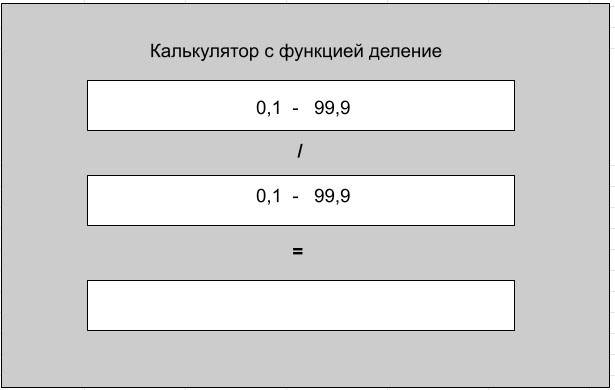 Калькулятор с функцией деление
0,1 - 99,9
/
0,1 - 99,9
=